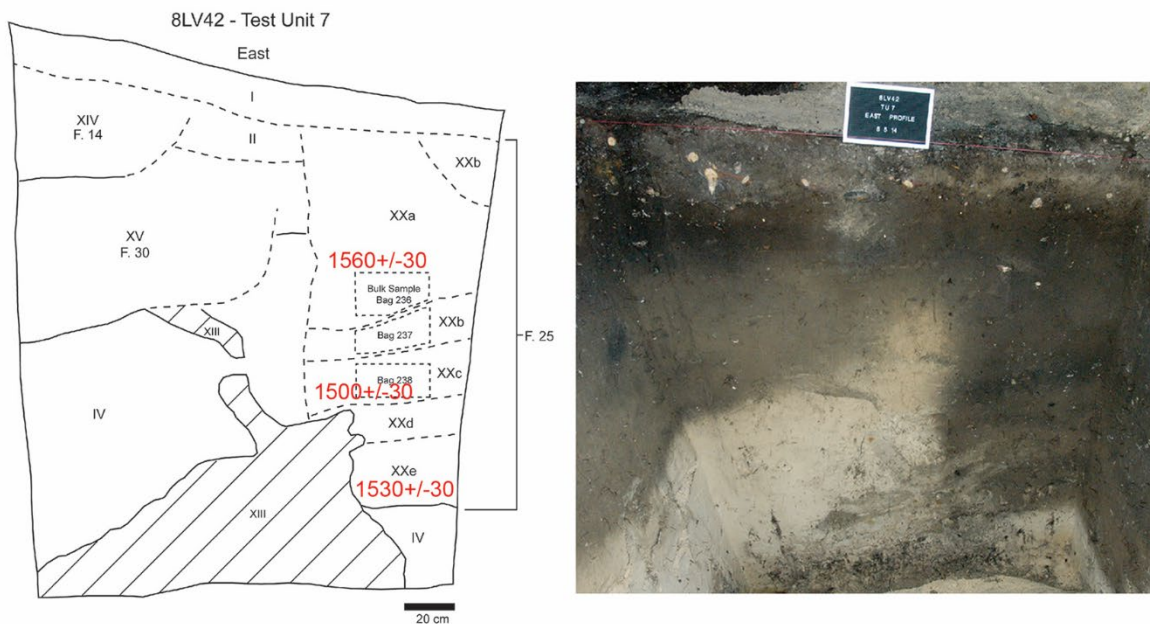 8LV42 - Test Unit 7
East
I
XIV
F. 14
II
XXb
XXa
XV
F. 30
1560+/-30
Bulk Sample
Bag 236
XXb
Bag 237
XIII
F. 25
XXc
Bag 238
1500+/-30
IV
XXd
XXe
1530+/-30
XIII
IV
20 cm
8LV42
TU 7
EAST PROFILE
8 5 14